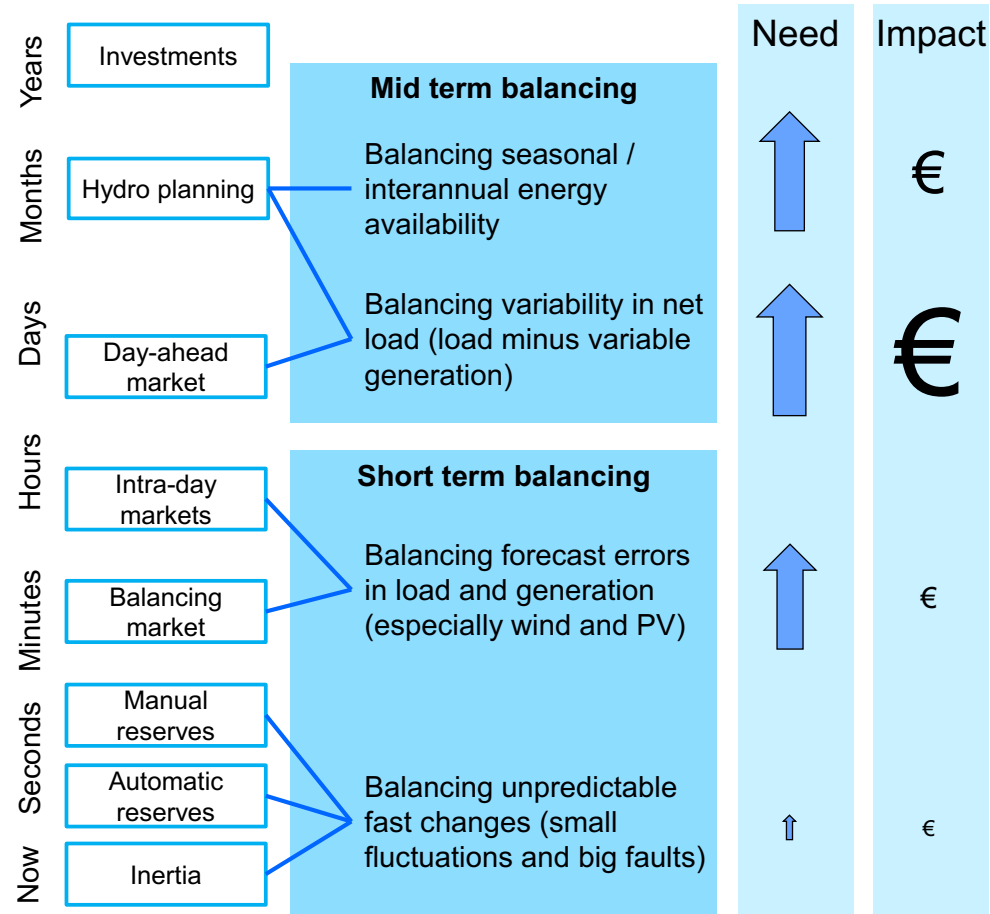 Need
Impact
Years
Investments
Mid term balancing
Months
Hydro planning
Balancing seasonal /
interannual energy
availability
€
Days
Day-ahead
market
Balancing variability in net
load (load minus variable
generation)
€
Hours
Intra-day
markets
Short term balancing
Minutes
Balancing
market
Balancing forecast errors
in load and generation
(especially wind and PV)
€
Seconds
Manual
reserves
Automatic
reserves
Balancing unpredictable
fast changes (small
fluctuations and big faults)
€
Now
Inertia